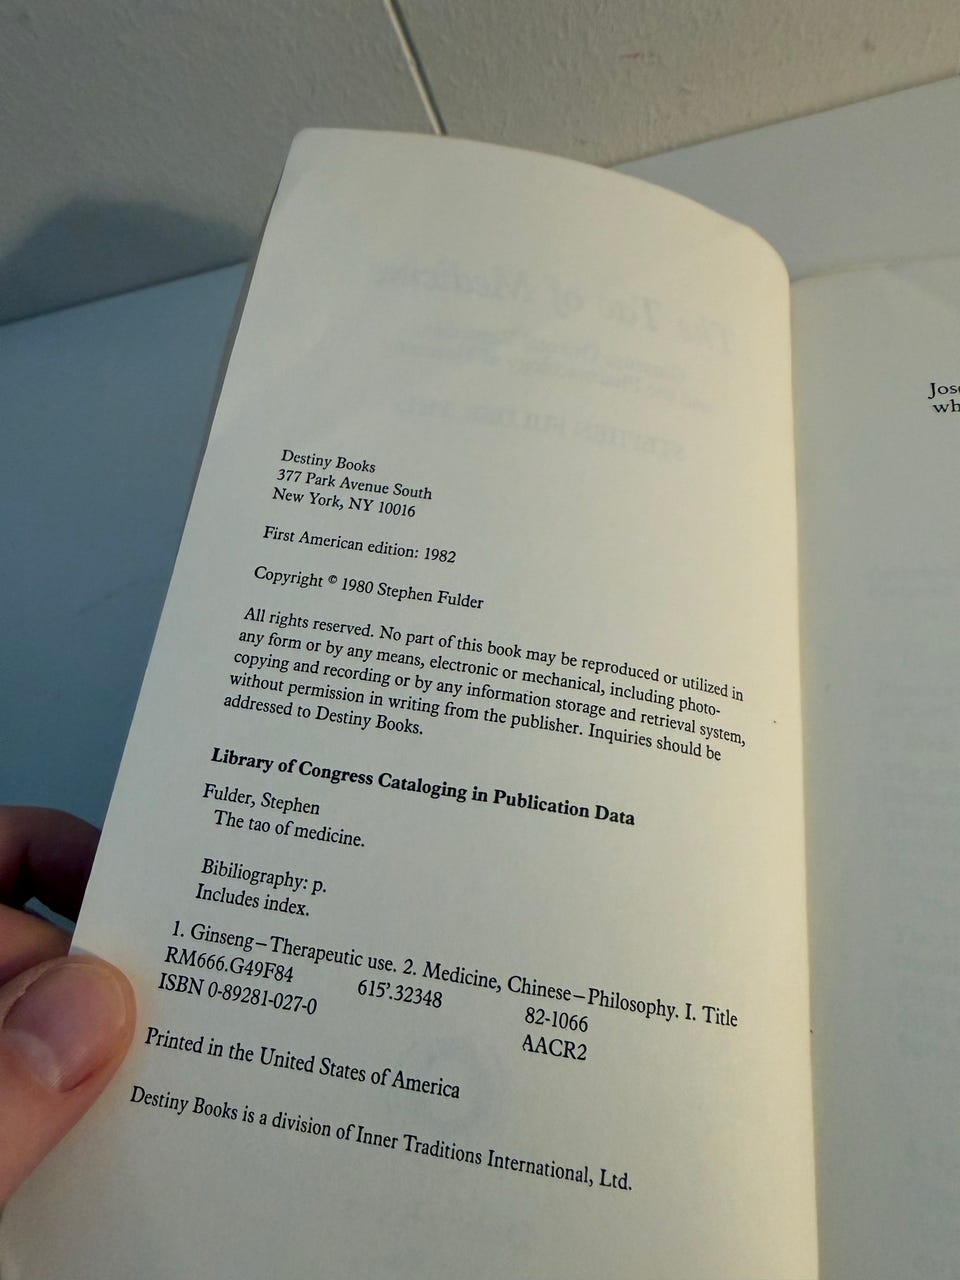 Destiny Books
377 Park Avenue South
New York, NY 10016
First American edition: 1982
Copyright © 1980 Stephen Fulder
All rights reserved. No part of this book may be reproduced or utilized in
any form or by any means, electronic or mechanical, including photo-
copying and recording or by any information storage and retrieval system,
without permission in writing from the publisher. Inquiries should be
addressed to Destiny Books.
Library of Congress Cataloging in Publication Data
Fulder, Stephen
The tao of medicine.
Bibiliography: p.
Includes index.
1. Ginseng–Therapeutic use. 2. Medicine, Chinese–Philosophy. I. Title
RM666.G49F84 615'.32348 82-1066
ISBN 0-89281-027-0 AACR2
Printed in the United States of America
Destiny Books is a division of Inner Traditions International, Ltd.